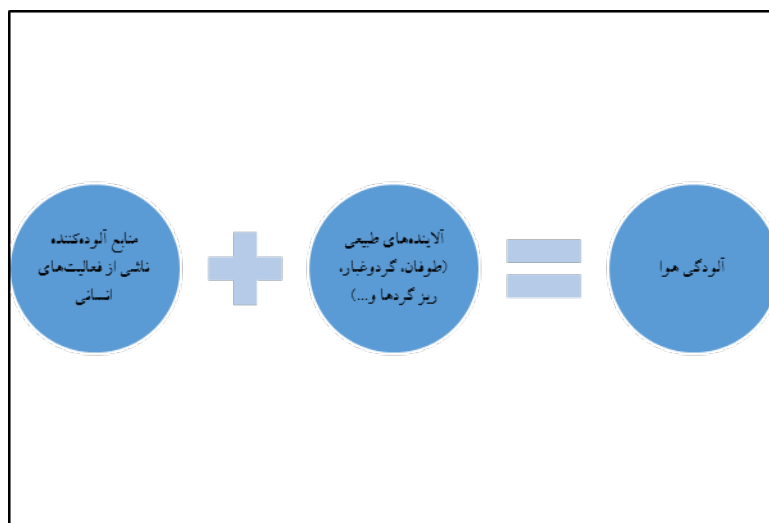 منابع آلوده‌کننده
ناشی از فعالیت‌های
انسانی
آلاینده‌های طبیعی
(طوفان، گردوغبار،
ریز گردها و...)
آلودگی هوا